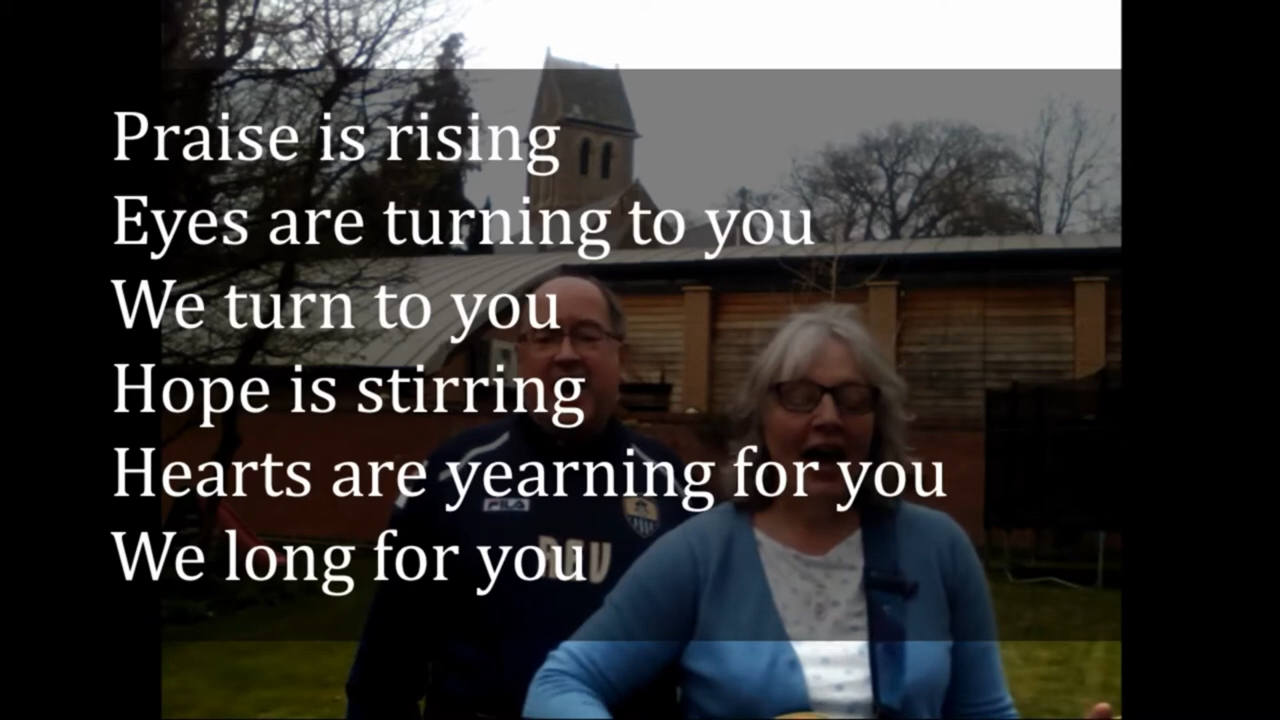 Praise is rising
Eyes are turning to you
We turn to you
Hope is stirring
Hearts are yearning for you
We long for you
FILA